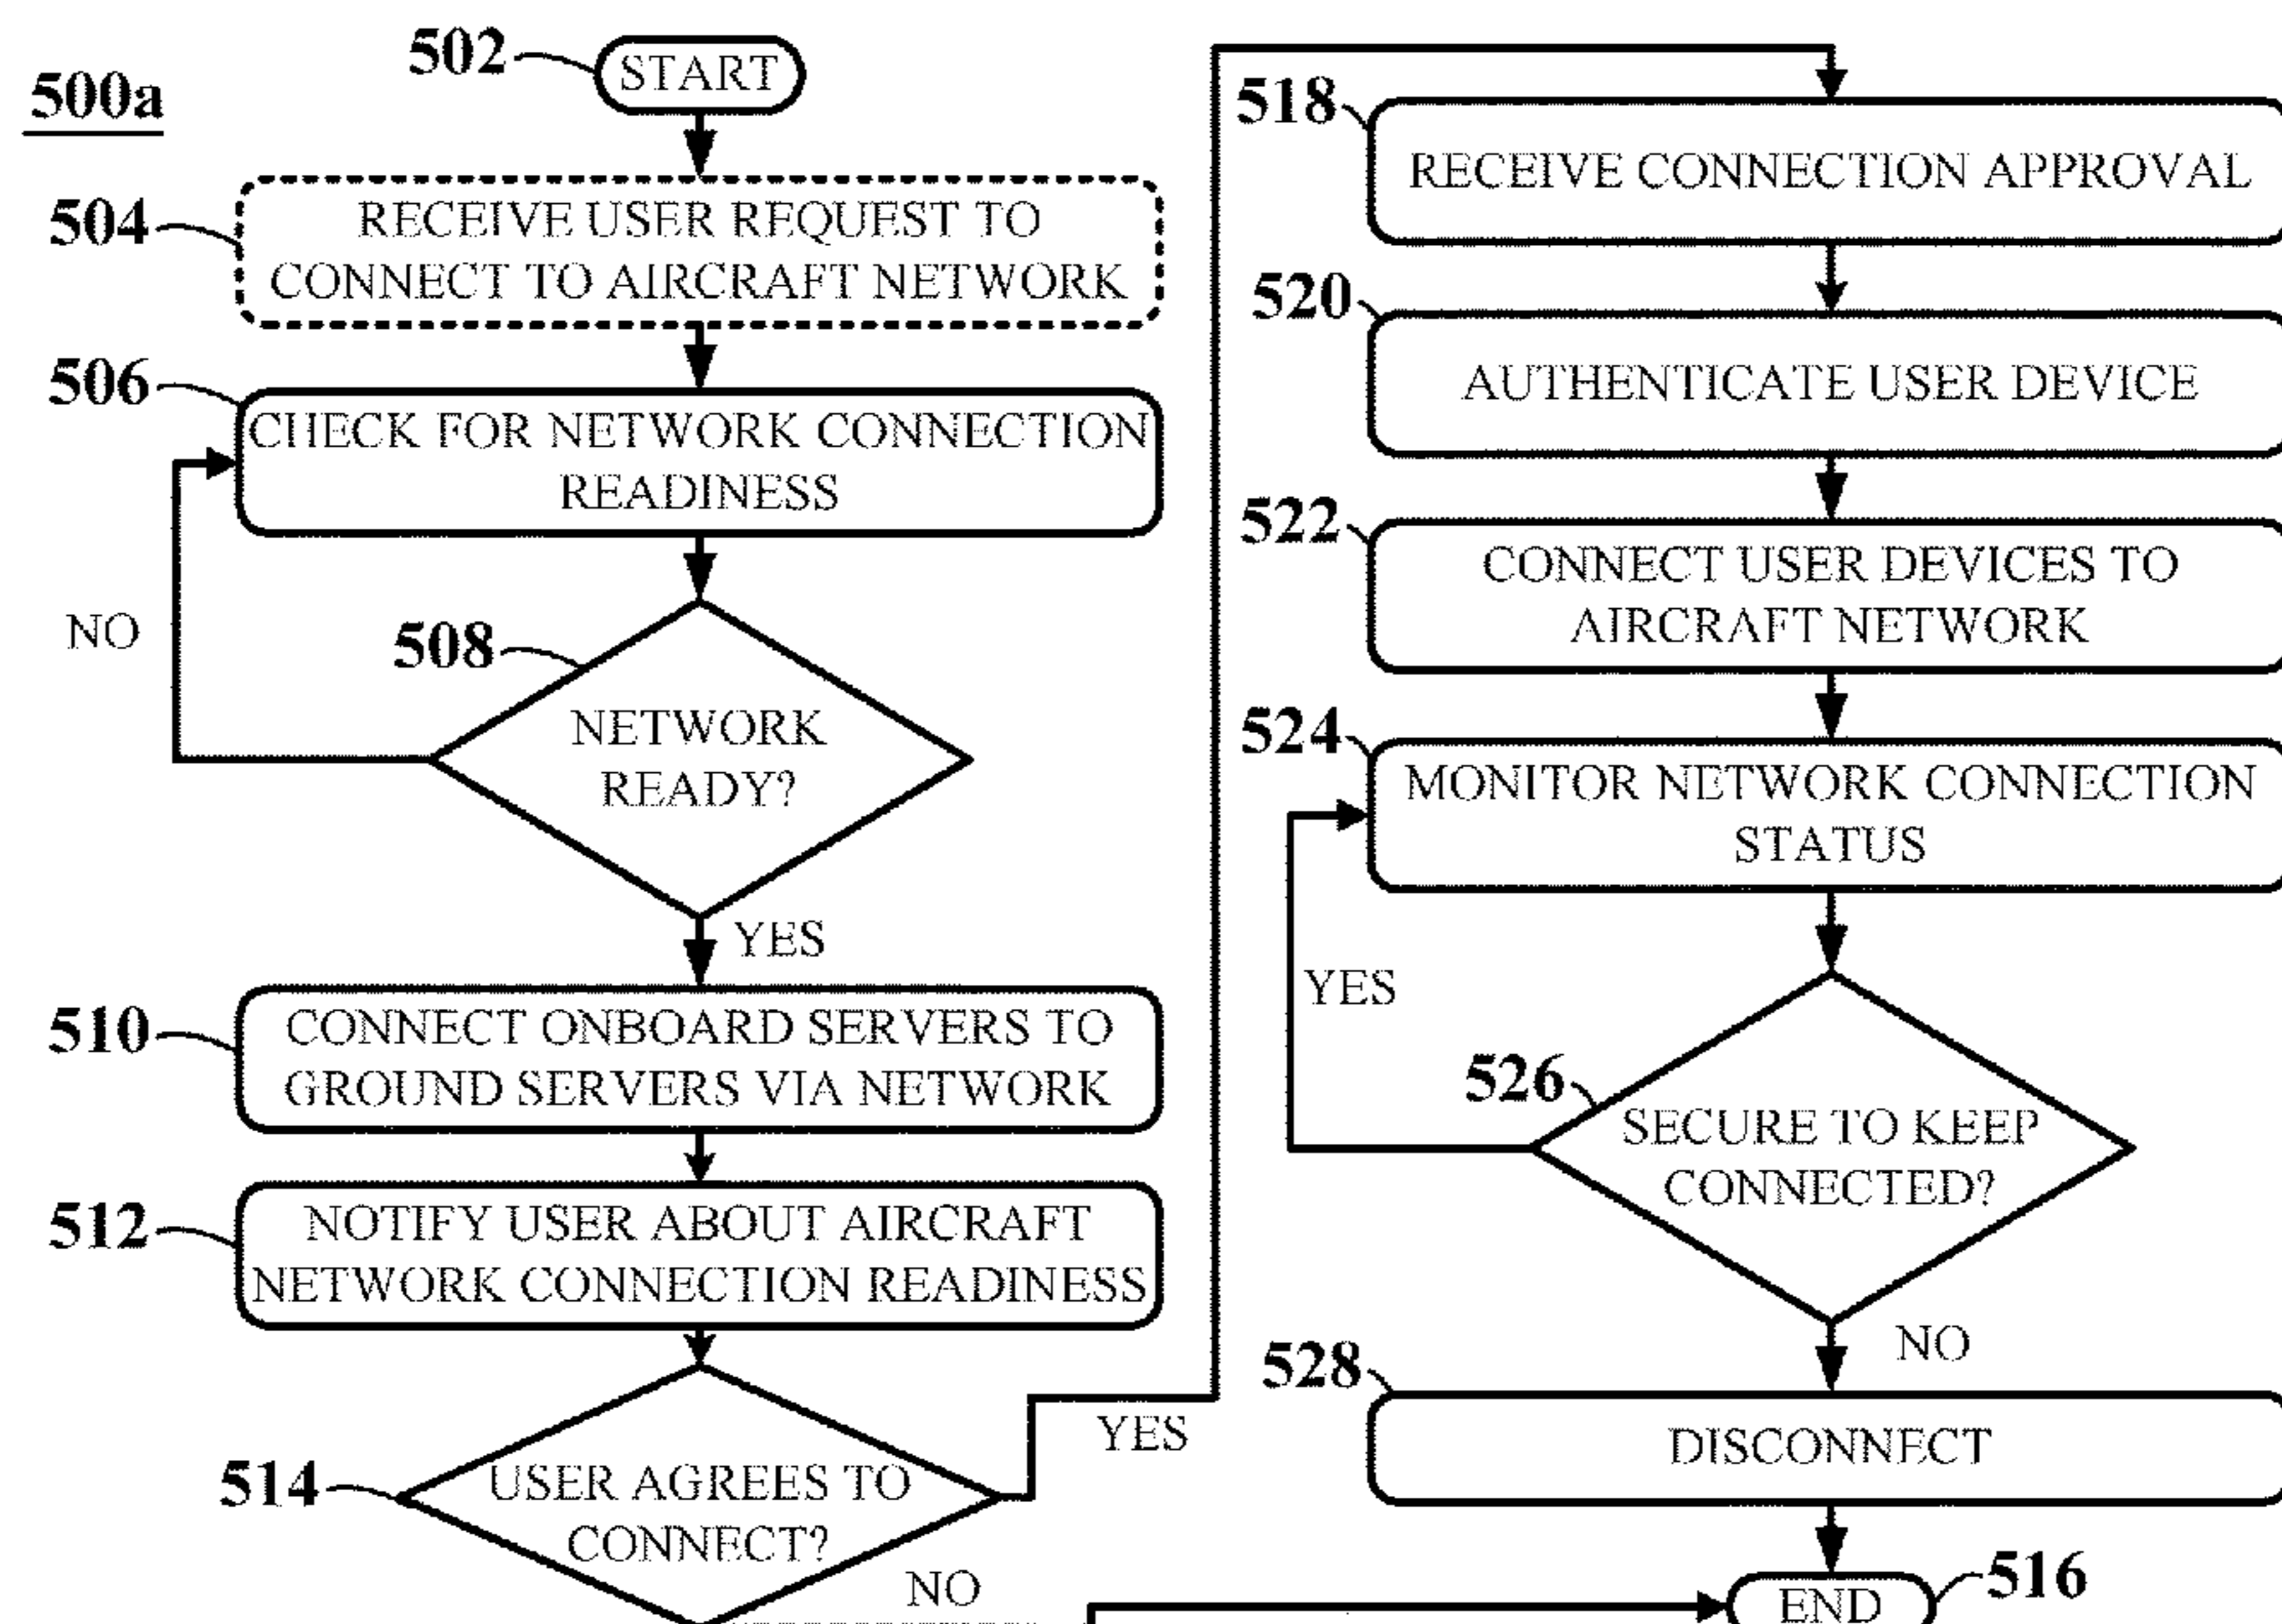 500a
502
START
504
RECEIVE USER REQUEST TO
CONNECT TO AIRCRAFT NETWORK
506
CHECK FOR NETWORK CONNECTION
READINESS
NO
508
NETWORK
READY?
YES
510
CONNECT ONBOARD SERVERS TO
GROUND SERVERS VIA NETWORK
512
NOTIFY USER ABOUT AIRCRAFT
NETWORK CONNECTION READINESS
514
USER AGREES TO
CONNECT?
YES
NO
518
RECEIVE CONNECTION APPROVAL
520
AUTHENTICATE USER DEVICE
522
CONNECT USER DEVICES TO
AIRCRAFT NETWORK
524
MONITOR NETWORK CONNECTION
STATUS
YES
526
SECURE TO KEEP
CONNECTED?
NO
528
DISCONNECT
END
516